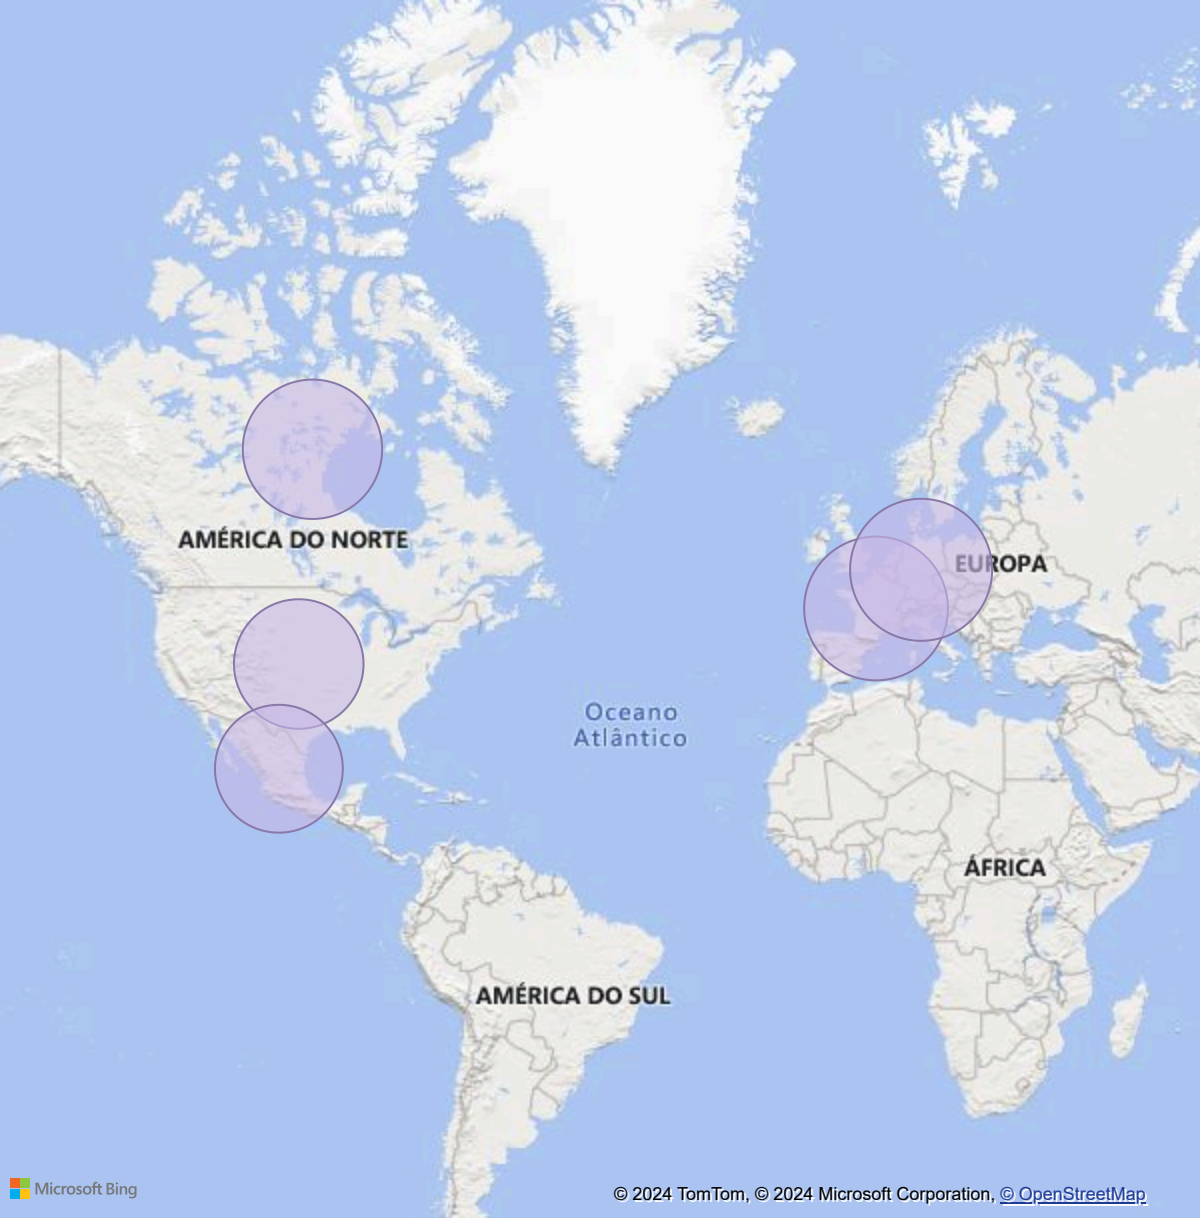 AMÉRICA DO NORTE
EUROPA
Oceano
Atlântico
ÁFRICA
AMÉRICA DO SUL
Microsoft Bing
© 2024 TomTom, © 2024 Microsoft Corporation, © OpenStreetMap